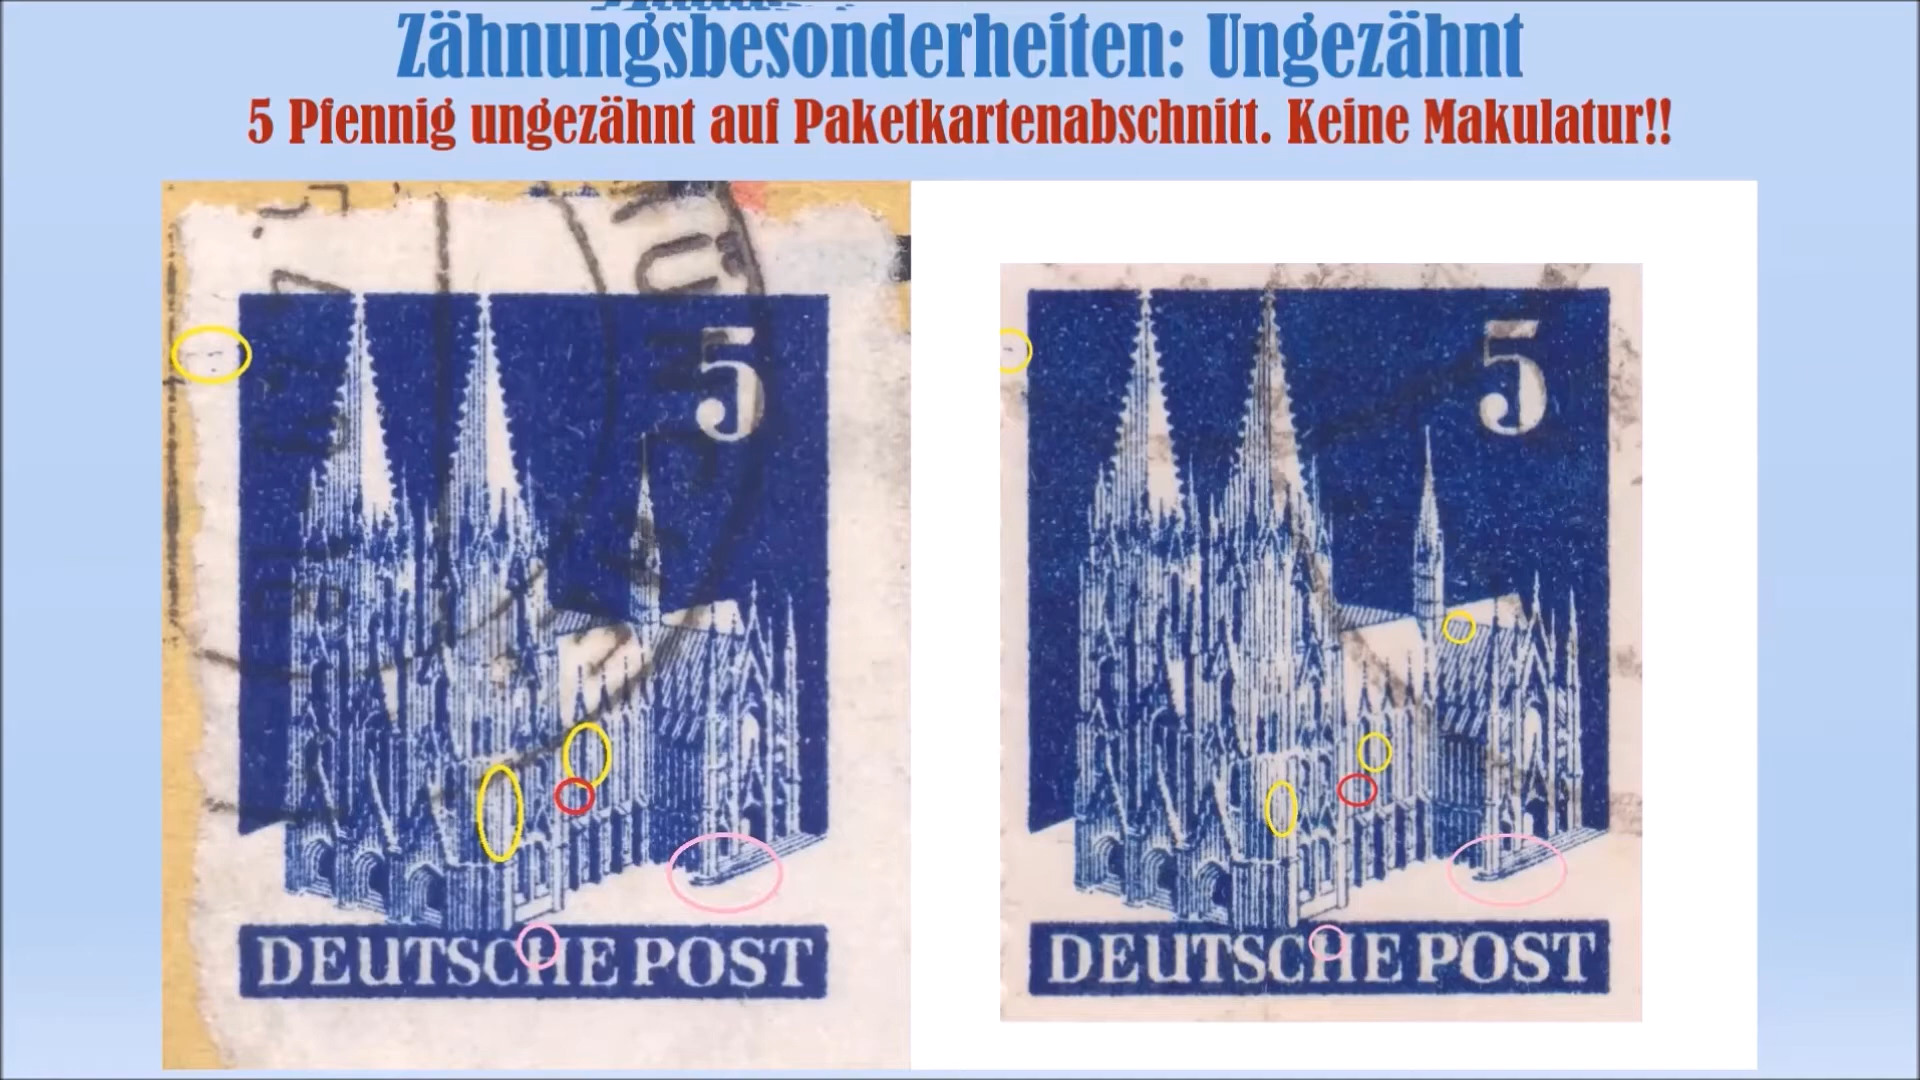 Zähnungsbesonderheiten: Ungezähnt
5 Pfennig ungezähnt auf Paketkartenabschnitt. Keine Makulatur!!
5
DEUTSCHE POST
5
DEUTSCHE POST